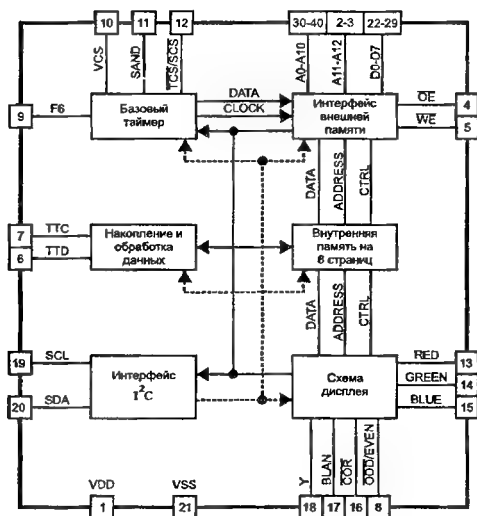 10 11 12 30-40 2-3 22-29
VCS SAND TCS/SCS A0-A10 A11-A12 D0-D7
DATA
CLOCK
9 F6
Базовый таймер
Интерфейс внешней памяти
OE 4
WE 5
DATA ADDRESS CTRL
7 TTC
6 TTD
Накопление и обработка данных
Внутренняя память на 8 страниц
DATA ADDRESS CTRL
19 SCL
20 SDA
Интерфейс I²C
Схема дисплея
RED 13
GREEN 14
BLUE 15
Y BLAN COR ODD/EVEN
VDD VSS
1 21 18 17 16 8